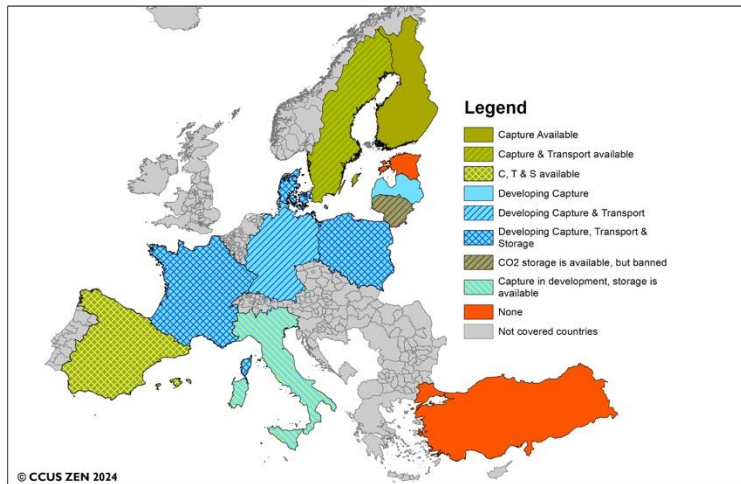 Legend
Capture Available
Capture & Transport available
C, T & S available
Developing Capture
Developing Capture & Transport
Developing Capture, Transport &
Storage
CO2 storage is available, but banned
Capture in development, storage is
available
None
Not covered countries
© CCUS ZEN 2024